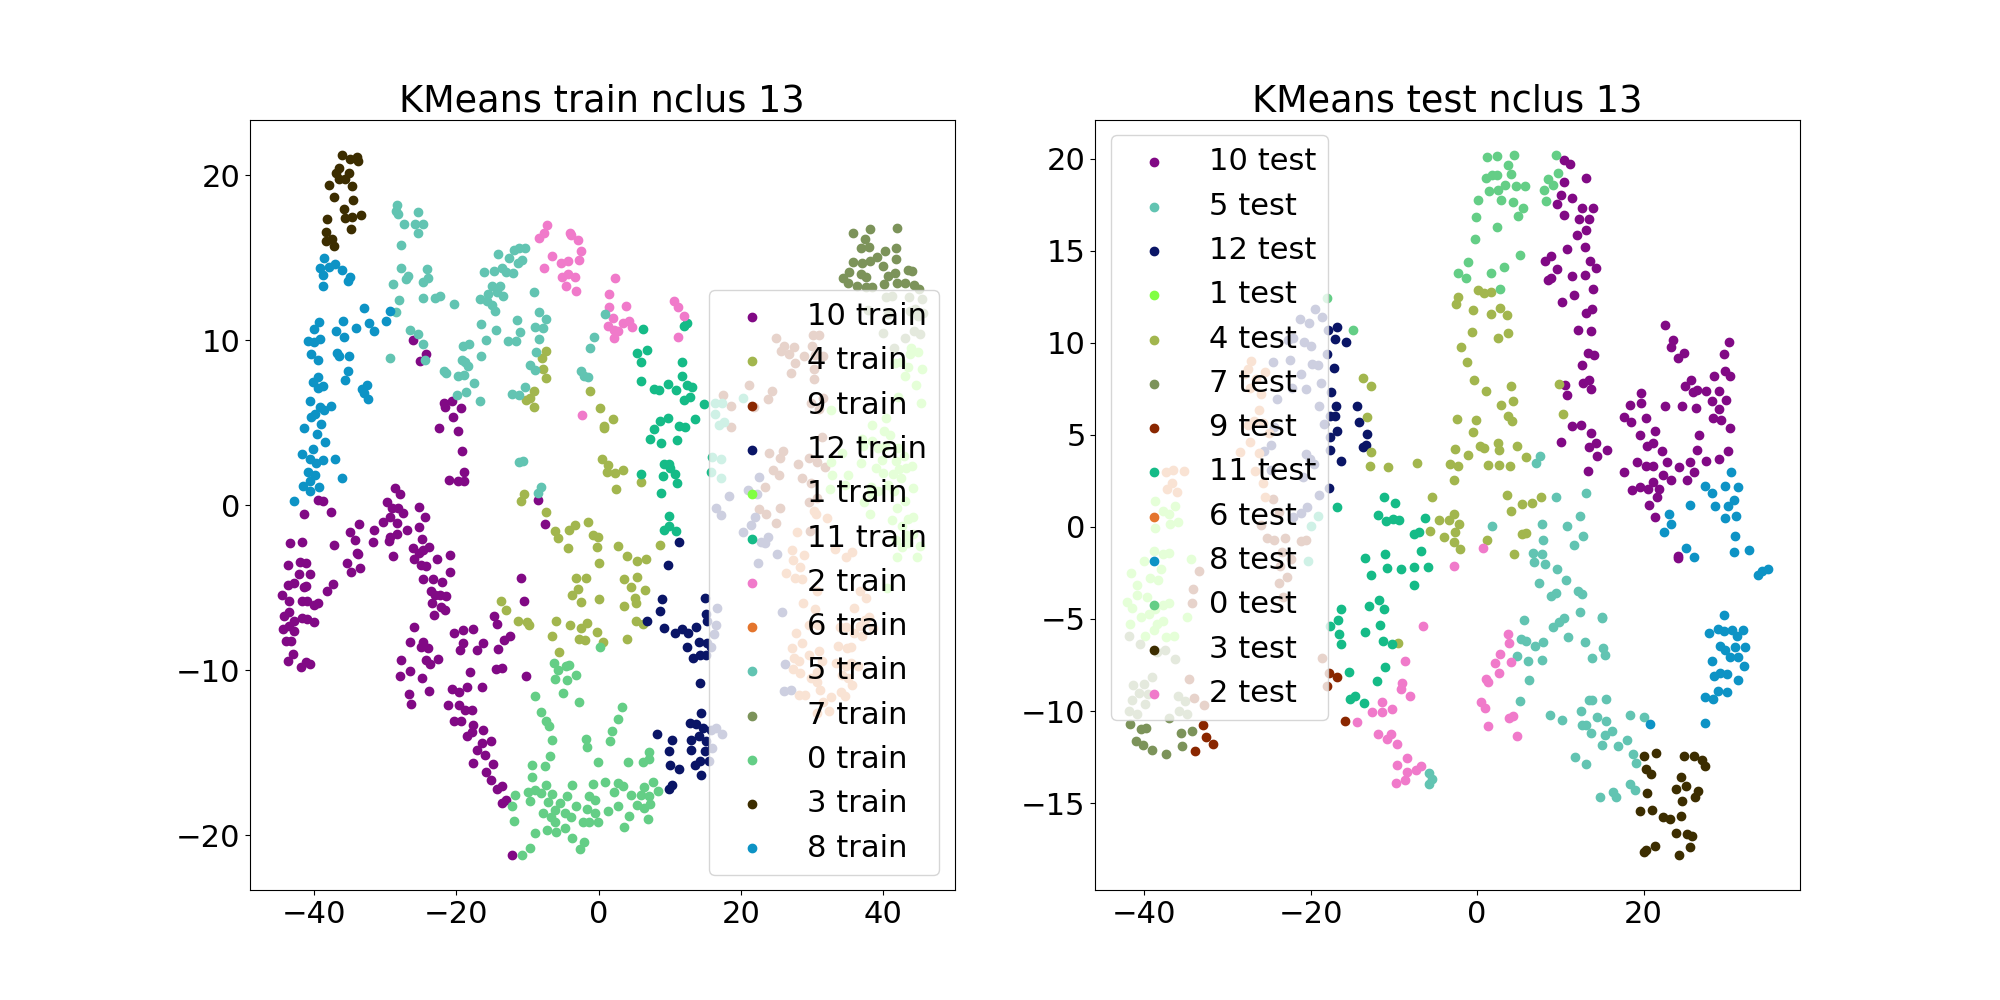 KMeans train nclus 13
20
10
0
−10
−20
−40
−20
0
20
40
10 train
4 train
9 train
12 train
1 train
11 train
2 train
6 train
5 train
7 train
0 train
3 train
8 train
KMeans test nclus 13
20
15
10
5
0
−5
−10
−15
−40
−20
0
20
10 test
5 test
12 test
1 test
4 test
7 test
9 test
11 test
6 test
8 test
0 test
3 test
2 test